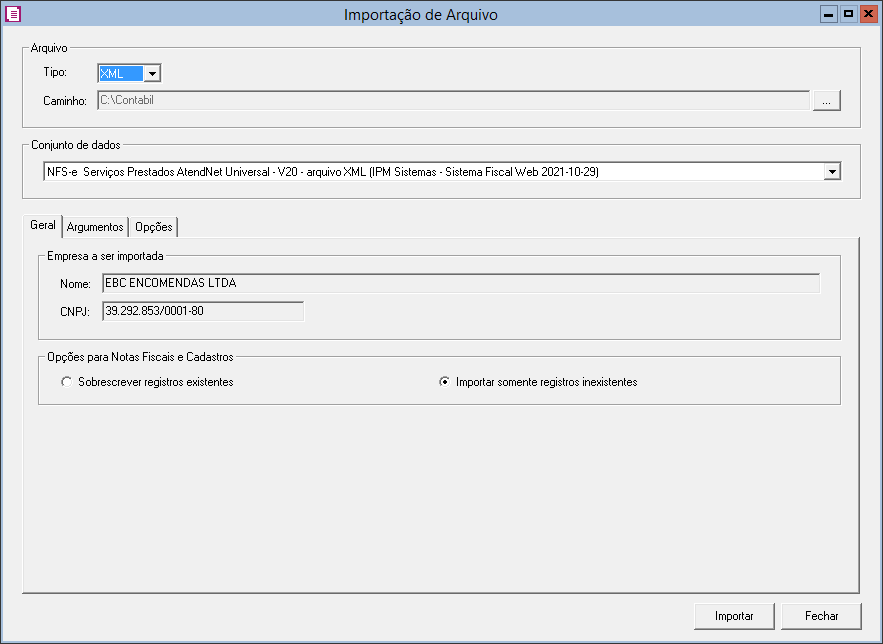 Importação de Arquivo
Arquivo
Tipo: XML
Caminho: C:\Contabil ...
Conjunto de dados
NFS-e Serviços Prestados AtendNet Universal - V20 - arquivo XML (IPM Sistemas - Sistema Fiscal Web 2021-10-29)
Geral Argumentos Opções
Empresa a ser importada
Nome: EBC ENCOMENDAS LTDA
CNPJ: 39.292.853/0001-80
Opções para Notas Fiscais e Cadastros
Sobrescrever registros existentes Importar somente registros inexistentes
Importar Fechar